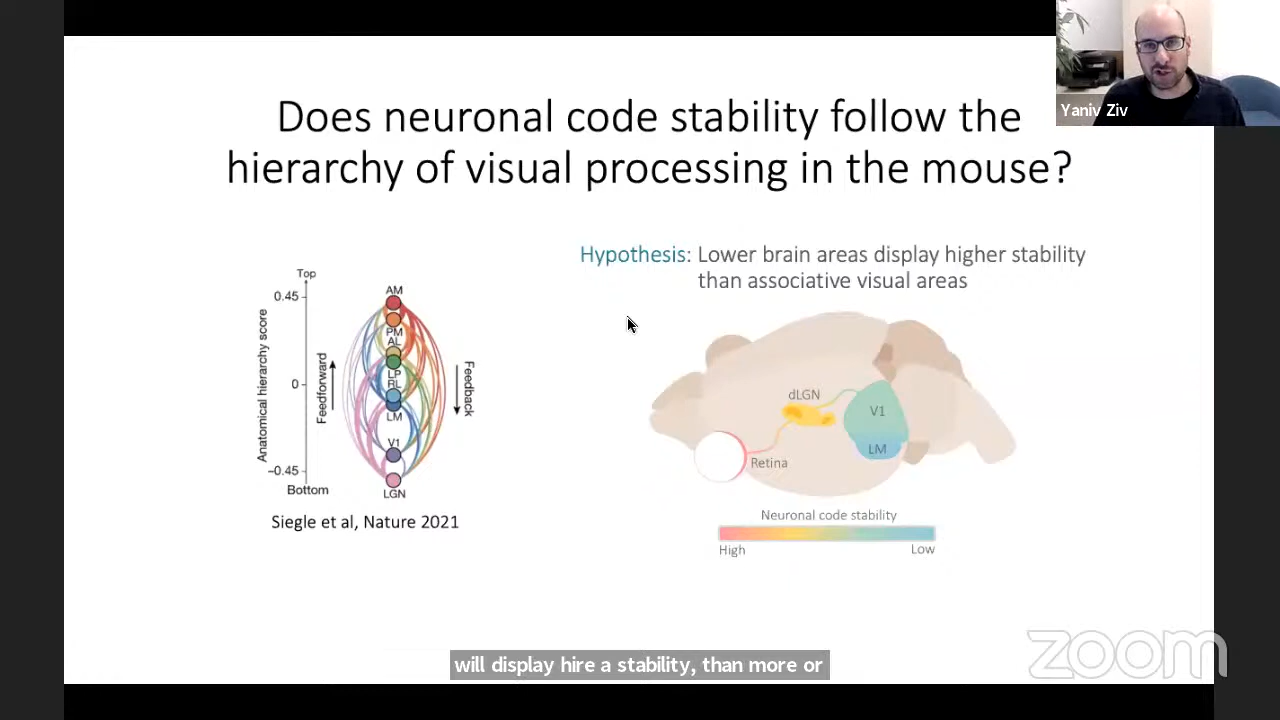 Yaniv Ziv
Does neuronal code stability follow the
hierarchy of visual processing in the mouse?
Hypothesis: Lower brain areas display higher stability
than associative visual areas
Top
0.45
0
−0.45
Bottom
Anatomical hierarchy score
Feedforward
AM
PM
AL
LP
RL
LM
V1
LGN
Feedback
Siegle et al, Nature 2021
dLGN
V1
LM
Retina
Neuronal code stability
High
Low
will display hire a stability, than more or
zoom